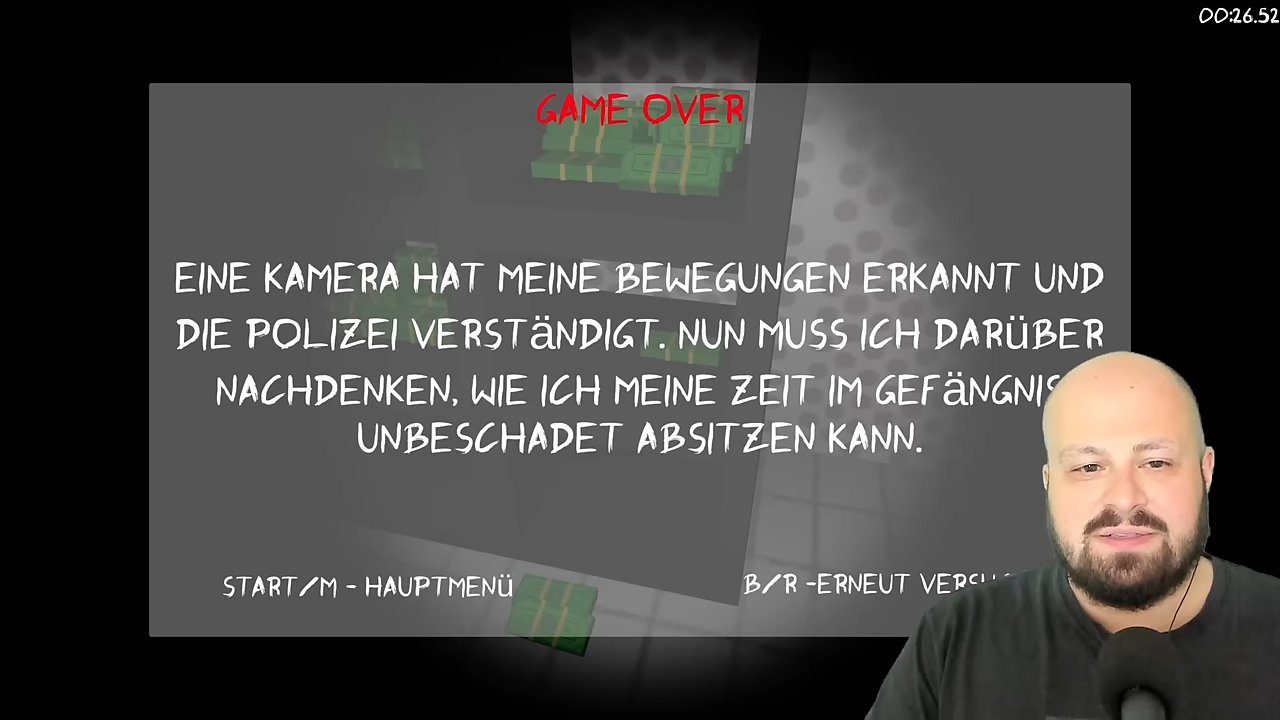 00:26.52
GAME OVER
EINE KAMERA HAT MEINE BEWEGUNGEN ERKANNT UND
DIE POLIZEI VERSTÄNDIGT. NUN MUSS ICH DARÜBER
NACHDENKEN, WIE ICH MEINE ZEIT IM GEFÄNGNIS
UNBESCHADET ABSITZEN KANN.
START/M - HAUPTMENÜ
B/R -ERNEUT